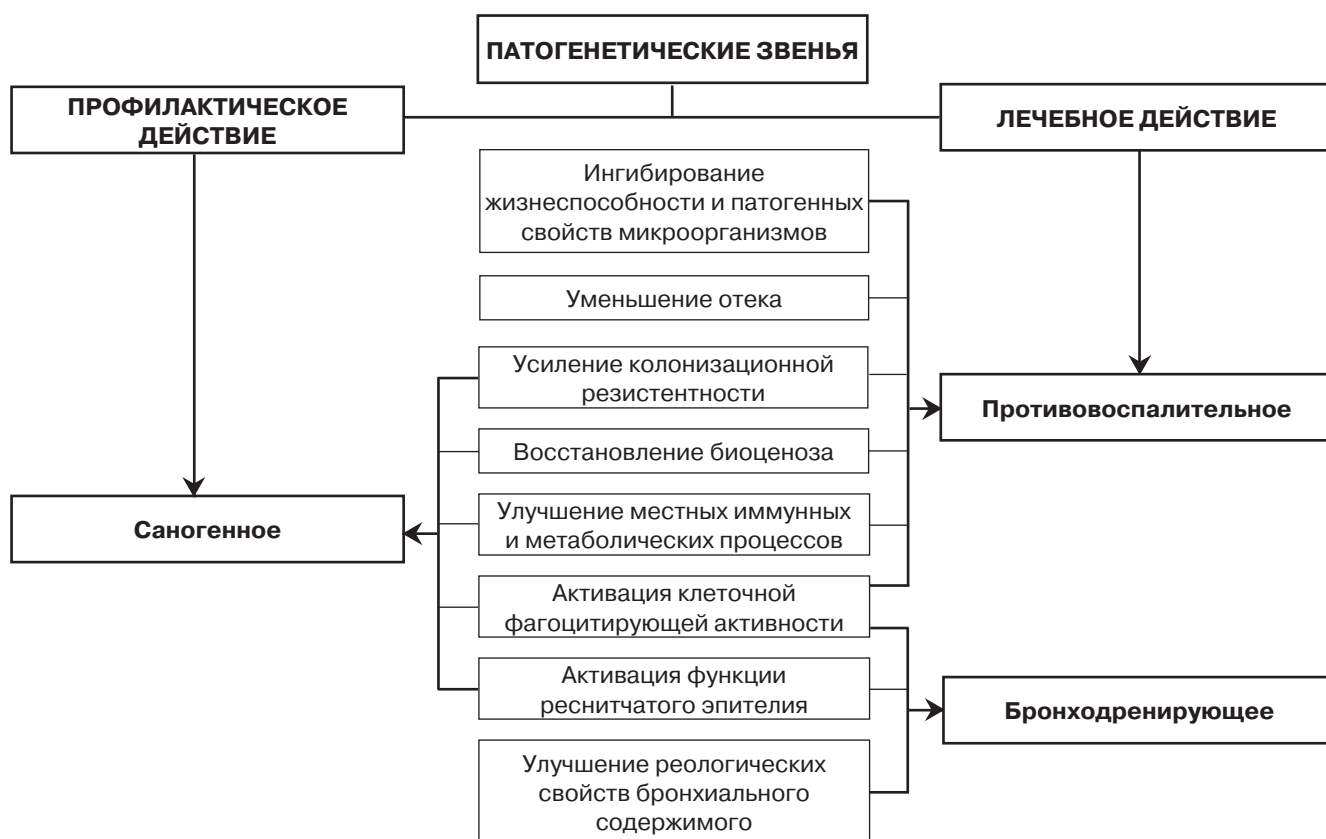 ПАТОГЕНЕТИЧЕСКИЕ ЗВЕНЬЯ
ПРОФИЛАКТИЧЕСКОЕ
ДЕЙСТВИЕ
ЛЕЧЕБНОЕ ДЕЙСТВИЕ
Ингибирование
жизнеспособности и патогенных
свойств микроорганизмов
Уменьшение отека
Усиление колонизационной
резистентности
Противовоспалительное
Восстановление биоценоза
Саногенное
Улучшение местных иммунных
и метаболических процессов
Активация клеточной
фагоцитирующей активности
Активация функции
реснитчатого эпителия
Бронходренирующее
Улучшение реологических
свойств бронхиального
содержимого